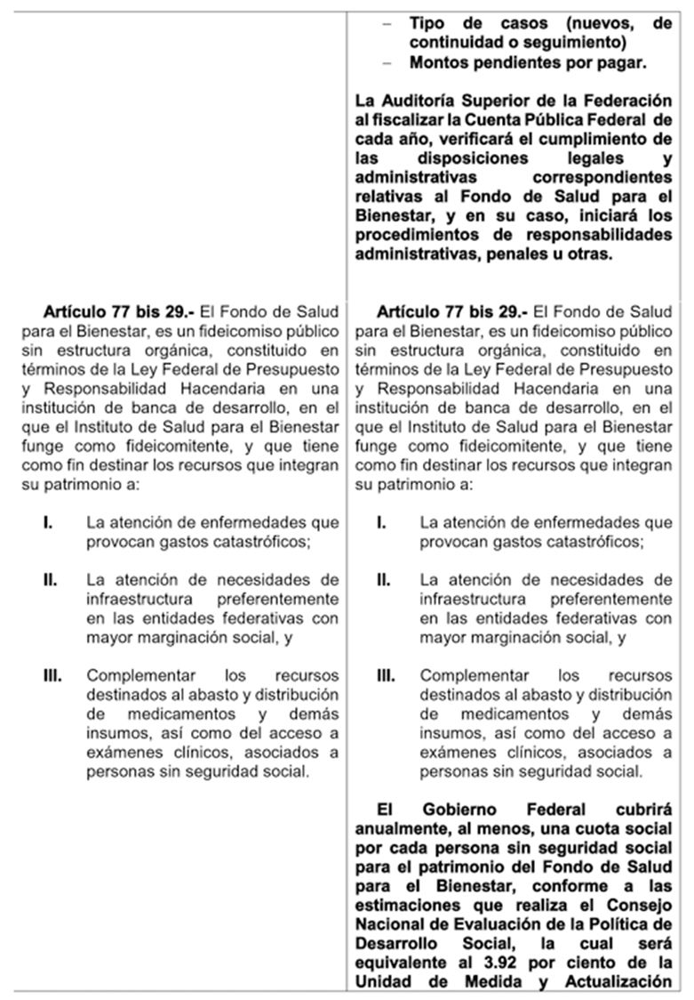 – Tipo de casos (nuevos, de
continuidad o seguimiento)
– Montos pendientes por pagar.
La Auditoría Superior de la Federación
al fiscalizar la Cuenta Pública Federal de
cada año, verificará el cumplimiento de
las disposiciones legales y
administrativas correspondientes
relativas al Fondo de Salud para el
Bienestar, y en su caso, iniciará los
procedimientos de responsabilidades
administrativas, penales u otras.
Artículo 77 bis 29.- El Fondo de Salud
para el Bienestar, es un fideicomiso público
sin estructura orgánica, constituido en
términos de la Ley Federal de Presupuesto
y Responsabilidad Hacendaria en una
institución de banca de desarrollo, en el
que el Instituto de Salud para el Bienestar
funge como fideicomitente, y que tiene
como fin destinar los recursos que integran
su patrimonio a:
I. La atención de enfermedades que
provocan gastos catastróficos;
II. La atención de necesidades de
infraestructura preferentemente
en las entidades federativas con
mayor marginación social, y
III. Complementar los recursos
destinados al abasto y distribución
de medicamentos y demás
insumos, así como del acceso a
exámenes clínicos, asociados a
personas sin seguridad social.
Artículo 77 bis 29.- El Fondo de Salud
para el Bienestar, es un fideicomiso público
sin estructura orgánica, constituido en
términos de la Ley Federal de Presupuesto
y Responsabilidad Hacendaria en una
institución de banca de desarrollo, en el
que el Instituto de Salud para el Bienestar
funge como fideicomitente, y que tiene
como fin destinar los recursos que integran
su patrimonio a:
I. La atención de enfermedades que
provocan gastos catastróficos;
II. La atención de necesidades de
infraestructura preferentemente
en las entidades federativas con
mayor marginación social, y
III. Complementar los recursos
destinados al abasto y distribución
de medicamentos y demás
insumos, así como del acceso a
exámenes clínicos, asociados a
personas sin seguridad social.
El Gobierno Federal cubrirá
anualmente, al menos, una cuota social
por cada persona sin seguridad social
para el patrimonio del Fondo de Salud
para el Bienestar, conforme a las
estimaciones que realiza el Consejo
Nacional de Evaluación de la Política de
Desarrollo Social, la cual será
equivalente al 3.92 por ciento de la
Unidad de Medida y Actualización